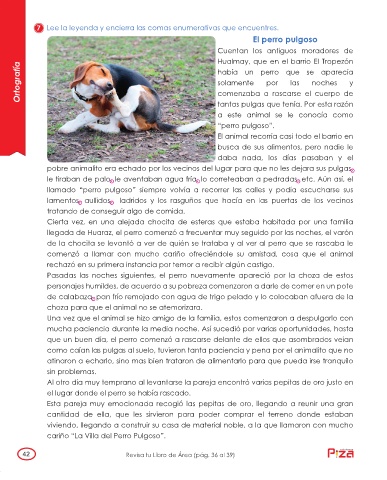 7 Lee la leyenda y encierra las comas enumerativas que encuentres.
El perro pulgoso
Ortografía
Cuentan los antiguos moradores de
Hualmay, que en el barrio El Tropezón
había un perro que se aparecía
solamente por las noches y
comenzaba a rascarse el cuerpo de
tantas pulgas que tenía. Por esta razón
a este animal se le conocía como
“perro pulgoso”.
El animal recorría casi todo el barrio en
busca de sus alimentos, pero nadie le
daba nada, los días pasaban y el
pobre animalito era echado por los vecinos del lugar para que no les dejara sus pulgas,
le tiraban de palo, le aventaban agua fría, lo correteaban a pedradas, etc. Aún así, el
llamado “perro pulgoso” siempre volvía a recorrer las calles y podía escucharse sus
lamentos, aullidos, ladridos y los rasguños que hacía en las puertas de los vecinos
tratando de conseguir algo de comida.
Cierta vez, en una alejada chocita de esteras que estaba habitada por una familia
llegada de Huaraz, el perro comenzó a frecuentar muy seguido por las noches, el varón
de la chocita se levantó a ver quién se trataba y al ver al perro que se rascaba le
comenzó a llamar con mucho cariño ofreciéndole su amistad, cosa que el animal
rechazó en su primera instancia por temor a recibir algún castigo.
Pasadas las noches siguientes, el perro nuevamente apareció por la choza de estos
personajes humildes, de acuerdo a su pobreza comenzaron a darle de comer en un pote
de calabaza, pan frío remojado con agua de trigo pelado y lo colocaban afuera de la
choza para que el animal no se atemorizara.
Una vez que el animal se hizo amigo de la familia, estos comenzaron a despulgarlo con
mucha paciencia durante la media noche. Así sucedió por varias oportunidades, hasta
que un buen día, el perro comenzó a rascarse delante de ellos que asombrados veían
como caían las pulgas al suelo, tuvieron tanta paciencia y pena por el animalito que no
atinaron a echarlo, sino mas bien trataron de alimentarlo para que pueda irse tranquilo
sin problemas.
Al otro día muy temprano al levantarse la pareja encontró varias pepitas de oro justo en
el lugar donde el perro se había rascado.
Esta pareja muy emocionada recogió las pepitas de oro, llegando a reunir una gran
cantidad de ella, que les sirvieron para poder comprar el terreno donde estaban
viviendo, llegando a construir su casa de material noble, a la que llamaron con mucho
cariño “La Villa del Perro Pulgoso”.
42
Revisa tu Libro de Área (pág. 36 al 39)
P!zā